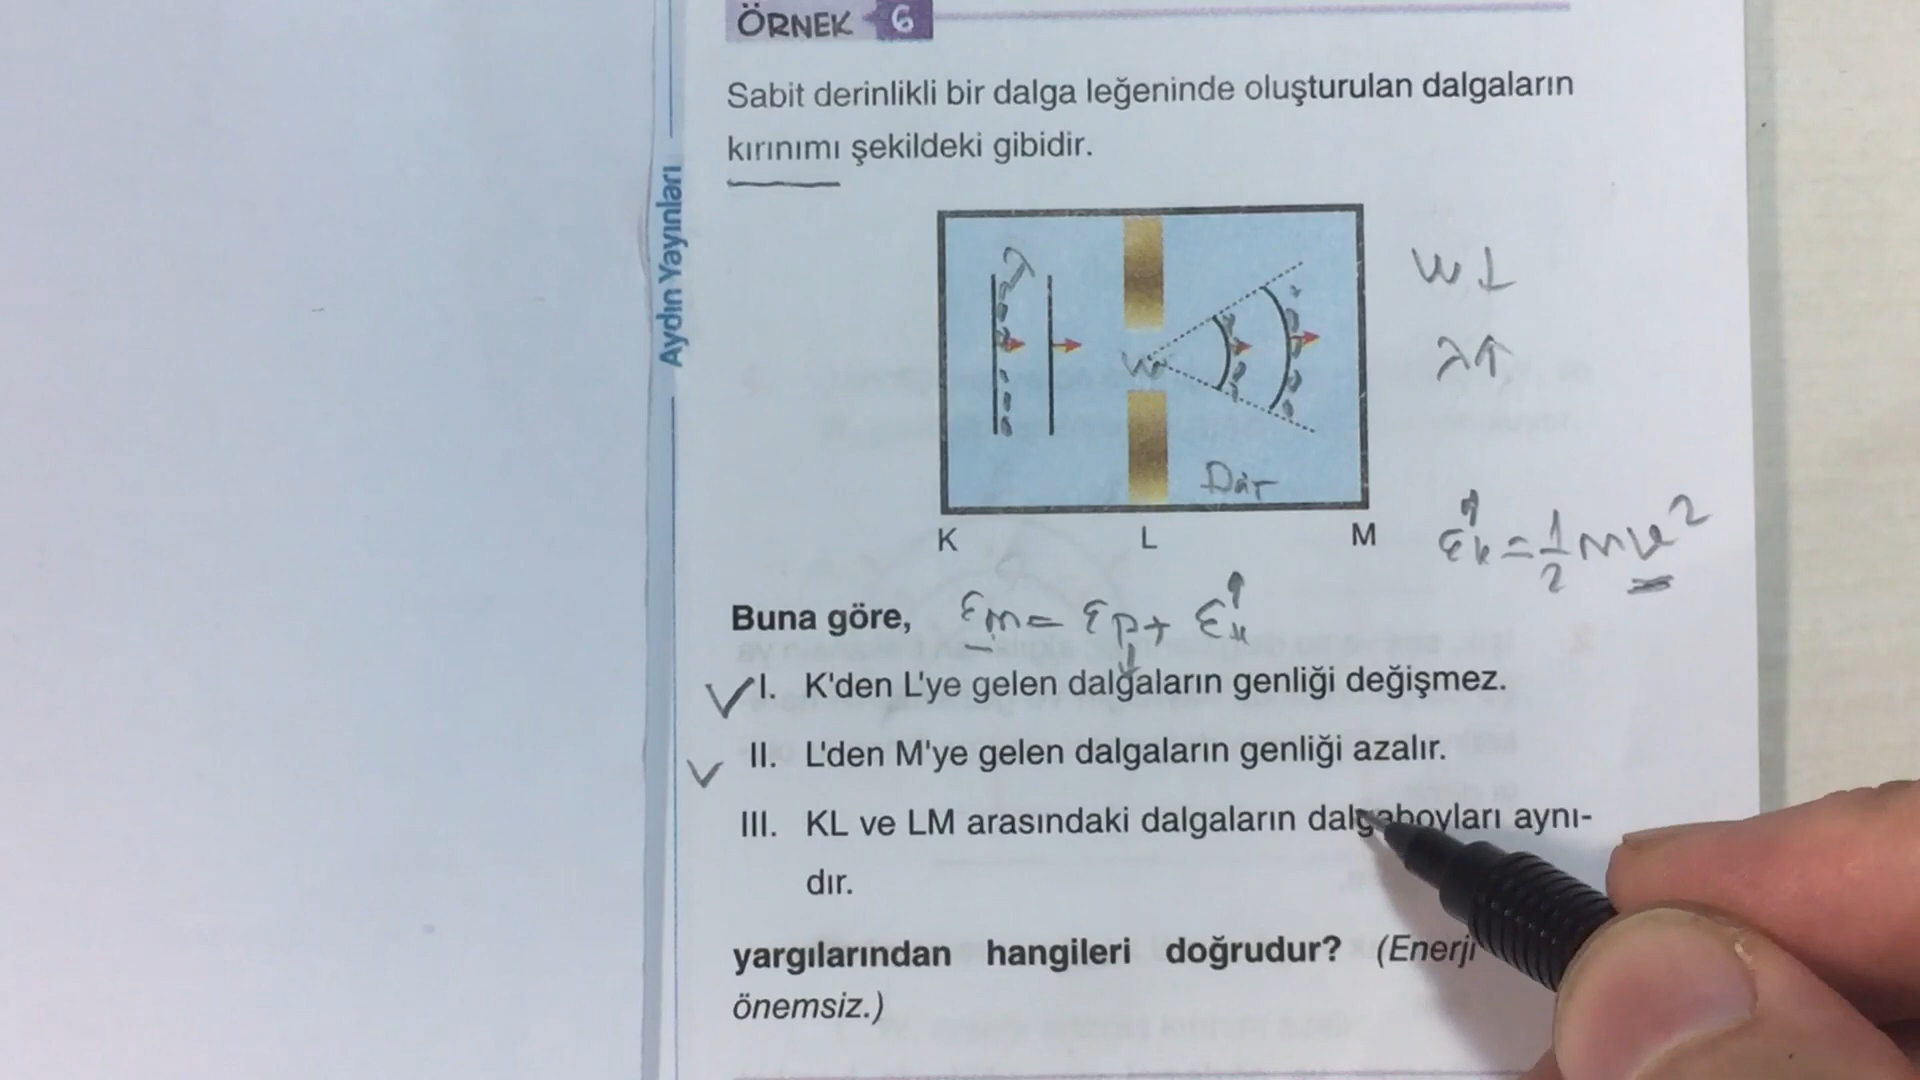 ÖRNEK 6
Sabit derinlikli bir dalga leğeninde oluşturulan dalgaların
kırınımı şekildeki gibidir.
Aydın Yayınları
λ
W↓
λ↑
W
Dar
K
L
M
Ek↑ = 1/2 mv²
Buna göre,
Em = Ep↓ + Ek↑
I. K'den L'ye gelen dalgaların genliği değişmez.
II. L'den M'ye gelen dalgaların genliği azalır.
III. KL ve LM arasındaki dalgaların dalgaboyları aynı-
dır.
yargılarından hangileri doğrudur? (Enerji
önemsiz.)